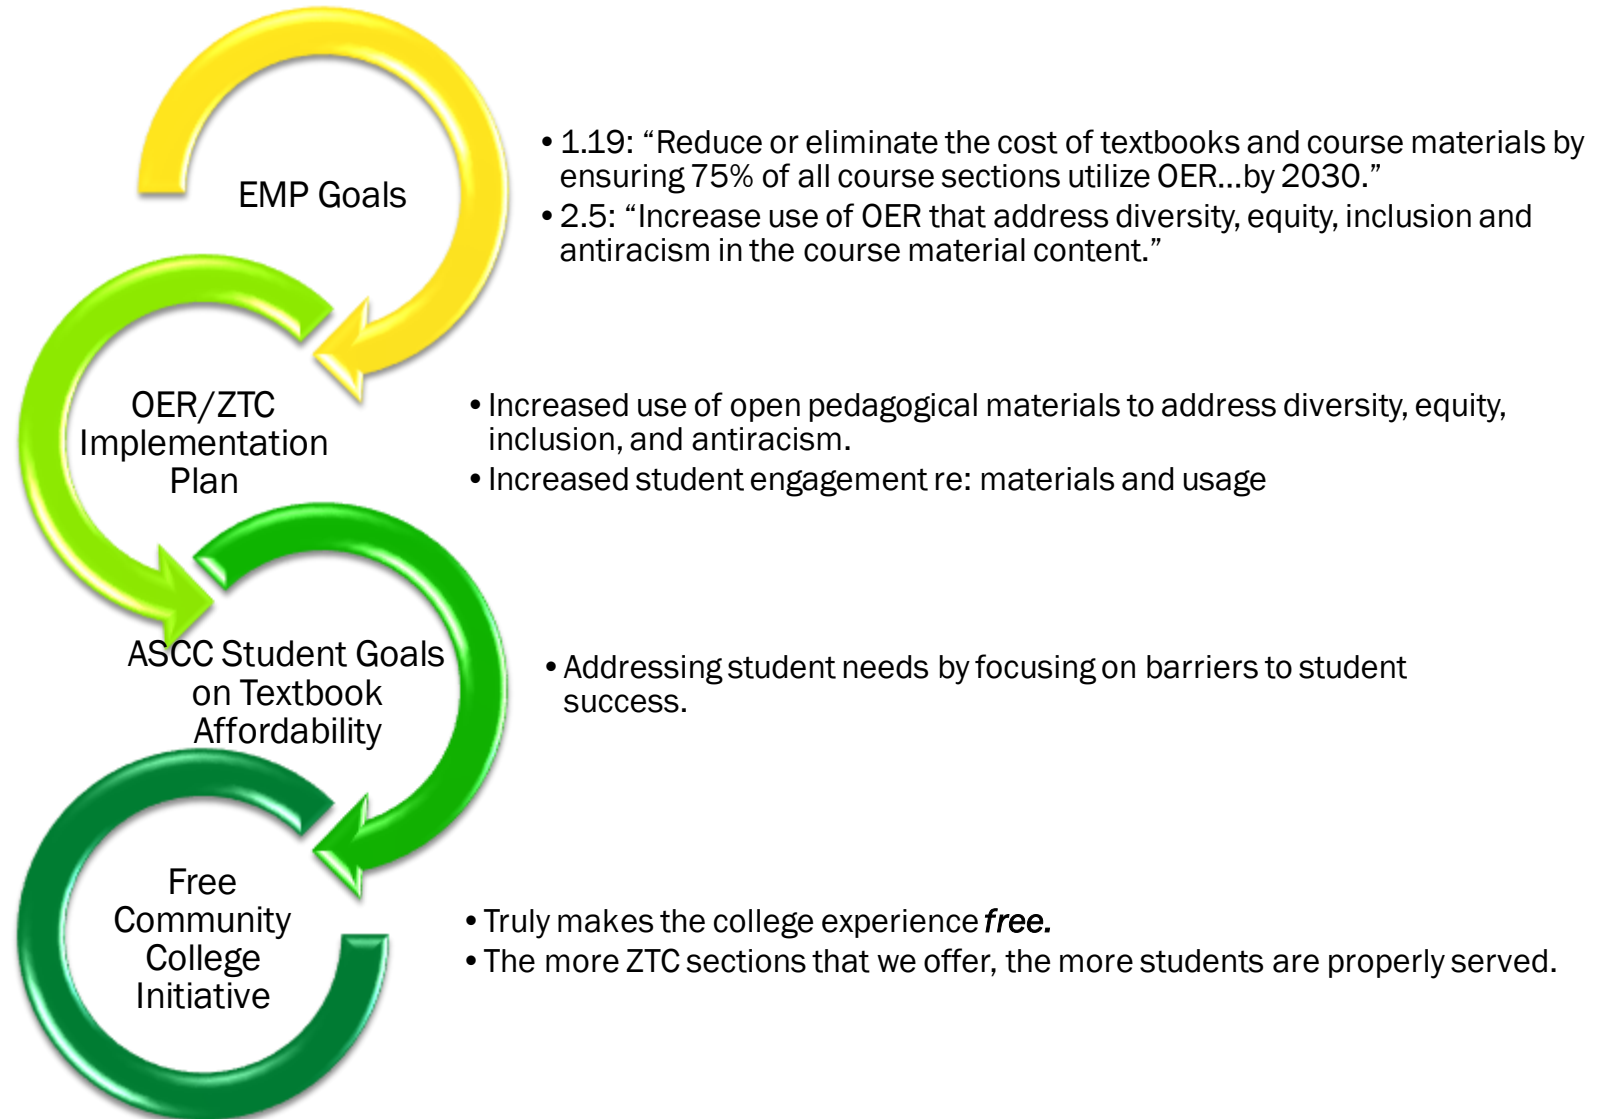 EMP Goals
• 1.19: “Reduce or eliminate the cost of textbooks and course materials by
ensuring 75% of all course sections utilize OER...by 2030.”
• 2.5: “Increase use of OER that address diversity, equity, inclusion and
antiracism in the course material content.”
OER/ZTC
Implementation
Plan
• Increased use of open pedagogical materials to address diversity, equity,
inclusion, and antiracism.
• Increased student engagement re: materials and usage
ASCC Student Goals
on Textbook
Affordability
• Addressing student needs by focusing on barriers to student
success.
Free
Community
College
Initiative
• Truly makes the college experience free.
• The more ZTC sections that we offer, the more students are properly served.